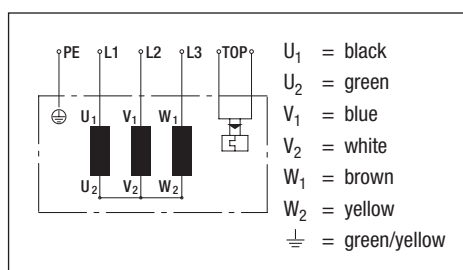 PE L1 L2 L3 TOP
U1 V1 W1
U2 V2 W2
U1 = black
U2 = green
V1 = blue
V2 = white
W1 = brown
W2 = yellow
⏚ = green/yellow